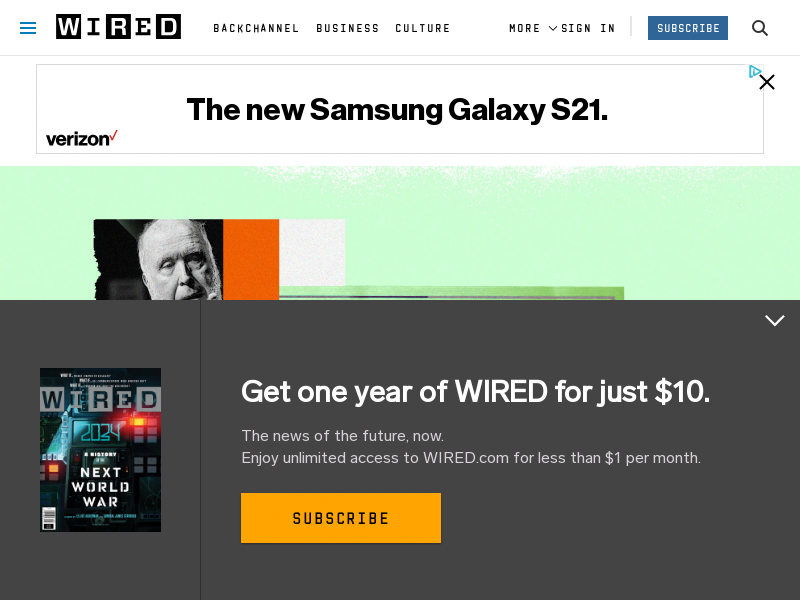 WIRED
BACKCHANNEL BUSINESS CULTURE MORE SIGN IN SUBSCRIBE
The new Samsung Galaxy S21.
verizon
WIRED
2034
A HISTORY
OF THE
NEXT
WORLD
WAR
Get one year of WIRED for just $10.
The news of the future, now.
Enjoy unlimited access to WIRED.com for less than $1 per month.
SUBSCRIBE